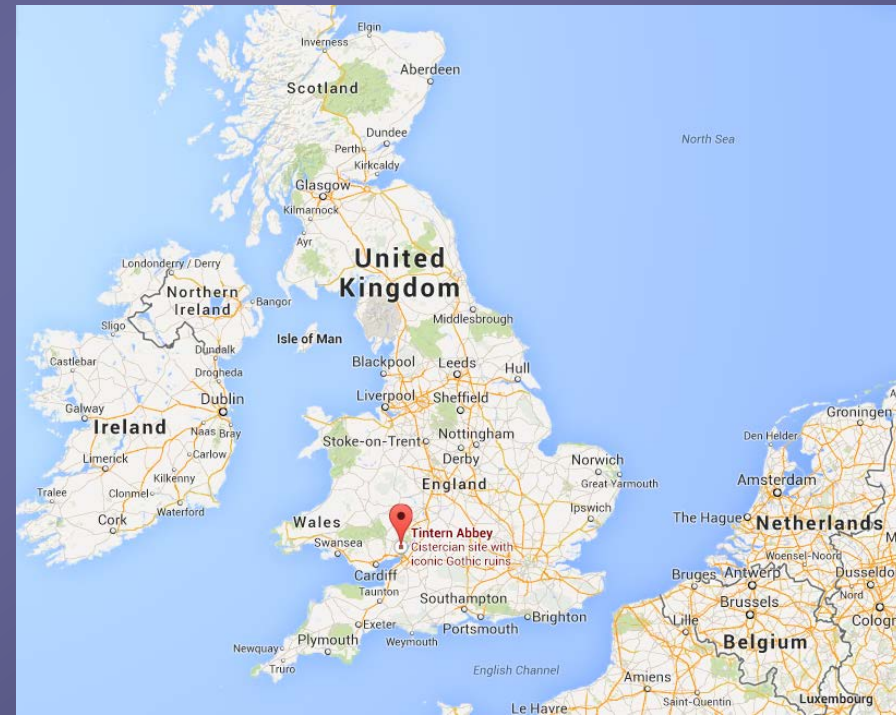 Elgin
Inverness
Aberdeen
Scotland
Dundee
Perth
Kirkcaldy
Glasgow
Kilmarnock
Ayr
North Sea
United
Kingdom
Londonderry / Derry
Northern
Ireland
Bangor
Sligo
Isle of Man
Middlesbrough
Castlebar
Dundalk
Drogheda
Blackpool
Leeds
Hull
Dublin
Liverpool
Sheffield
Galway
Ireland
Naas
Bray
Carlow
Limerick
Kilkenny
Tralee
Clonmel
Waterford
Cork
Stoke-on-Trent
Nottingham
Derby
Norwich
Great Yarmouth
England
Ipswich
Wales
Swansea
Tintern Abbey
Cistercian site with
iconic Gothic ruins
Cardiff
Taunton
Southampton
Portsmouth
Brighton
Exeter
Weymouth
Plymouth
Newquay
Truro
English Channel
Groningen
Den Helder
Amsterdam
The Hague
Netherlands
Woensel-Noord
Bruges
Antwerp
Dusseldo
Nord
Brussels
Colog
Lille
Belgium
Amiens
Saint-Quentin
Luxembourg
Le Havre